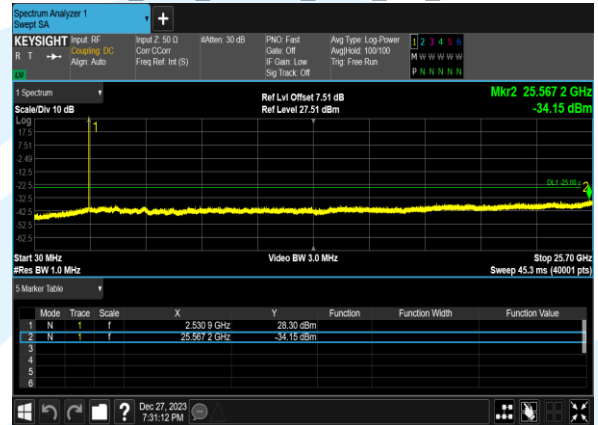 Spectrum Analyzer 1
Swept SA
+
KEYSIGHT Input: RF Input Z: 50 Ω #Atten: 30 dB PNO: Fast Avg Type: Log-Power 1 2 3 4 5 6
R T Coupling: DC Corr CCorr Gate: Off Avg|Hold: 100/100 M W W W W W
Align: Auto Freq Ref: Int (S) IF Gain: Low Trig: Free Run
Sig Track: Off P N N N N N
LW
1 Spectrum Ref Lvl Offset 7.51 dB Mkr2 25.567 2 GHz
Scale/Div 10 dB Ref Level 27.51 dBm -34.15 dBm
Log
1
17.5
7.51
-2.49
-12.5
-22.5
DL1 -25.00
2
-32.5
-42.5
-52.5
-62.5
Start 30 MHz Video BW 3.0 MHz Stop 25.70 GHz
#Res BW 1.0 MHz Sweep 45.3 ms (40001 pts)
5 Marker Table
Mode Trace Scale X Y Function Function Width Function Value
1 N 1 f 2.530 9 GHz 28.30 dBm
2 N 1 f 25.567 2 GHz -34.15 dBm
3
4
5
6
? Dec 27, 2023
7:31:12 PM